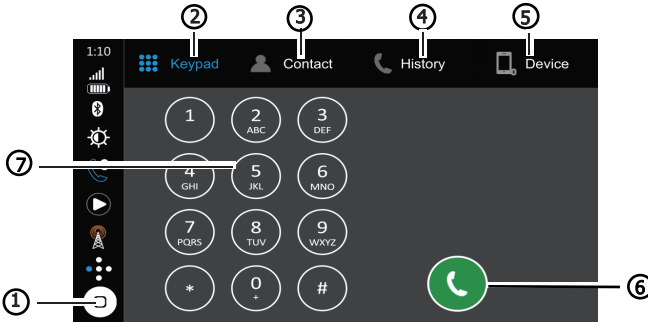 ② ③ ④ ⑤
1:10
Keypad Contact History Device
1 2 3
ABC DEF
⑦
4 5 6
GHI JKL MNO
7 8 9
PQRS TUV WXYZ
* 0 #
+
⑥
①